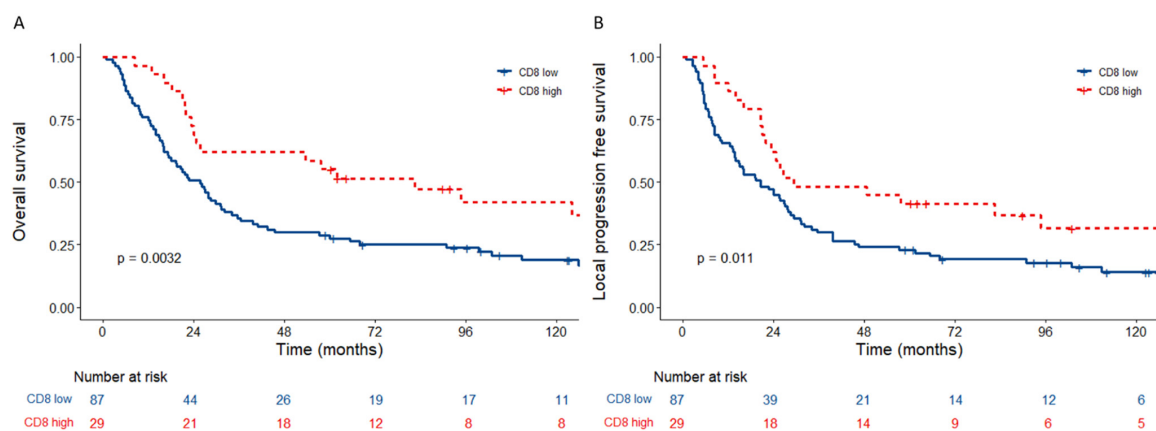 A
Overall survival
1.00
0.75
0.50
0.25
0.00
CD8 low
CD8 high
p = 0.0032
0 24 48 72 96 120
Time (months)
Number at risk
CD8 low 87 44 26 19 17 11
CD8 high 29 21 18 12 8 8
B
Local progression free survival
1.00
0.75
0.50
0.25
0.00
CD8 low
CD8 high
p = 0.011
0 24 48 72 96 120
Time (months)
Number at risk
CD8 low 87 39 21 14 12 6
CD8 high 29 18 14 9 6 5